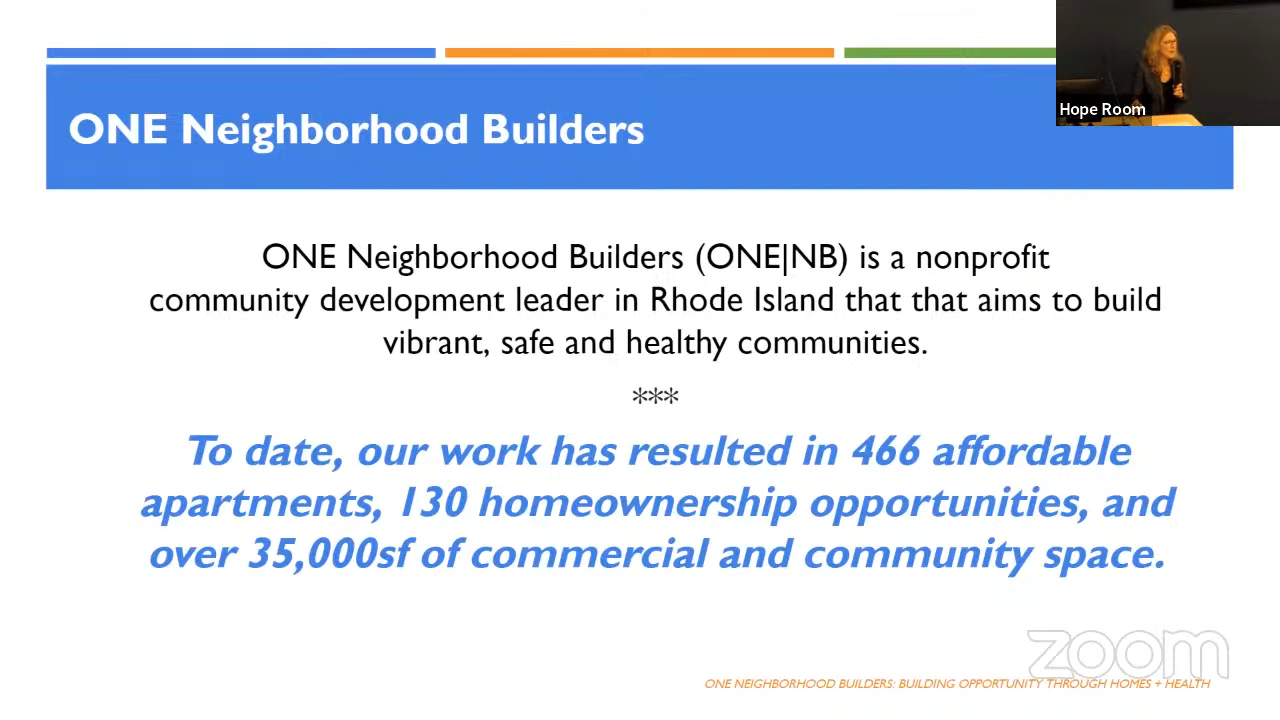 Hope Room
ONE Neighborhood Builders
ONE Neighborhood Builders (ONE|NB) is a nonprofit
community development leader in Rhode Island that that aims to build
vibrant, safe and healthy communities.
***
To date, our work has resulted in 466 affordable
apartments, 130 homeownership opportunities, and
over 35,000sf of commercial and community space.
zoom
ONE NEIGHBORHOOD BUILDERS: BUILDING OPPORTUNITY THROUGH HOMES + HEALTH